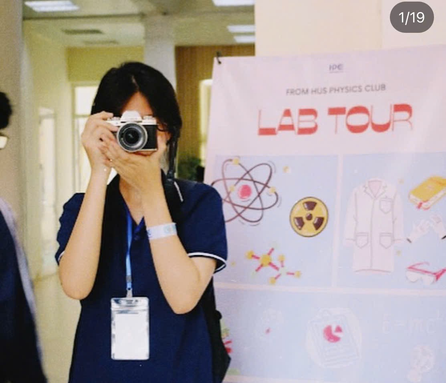 1/19
FROM HUS PHYSICS CLUB
LAB TOUR